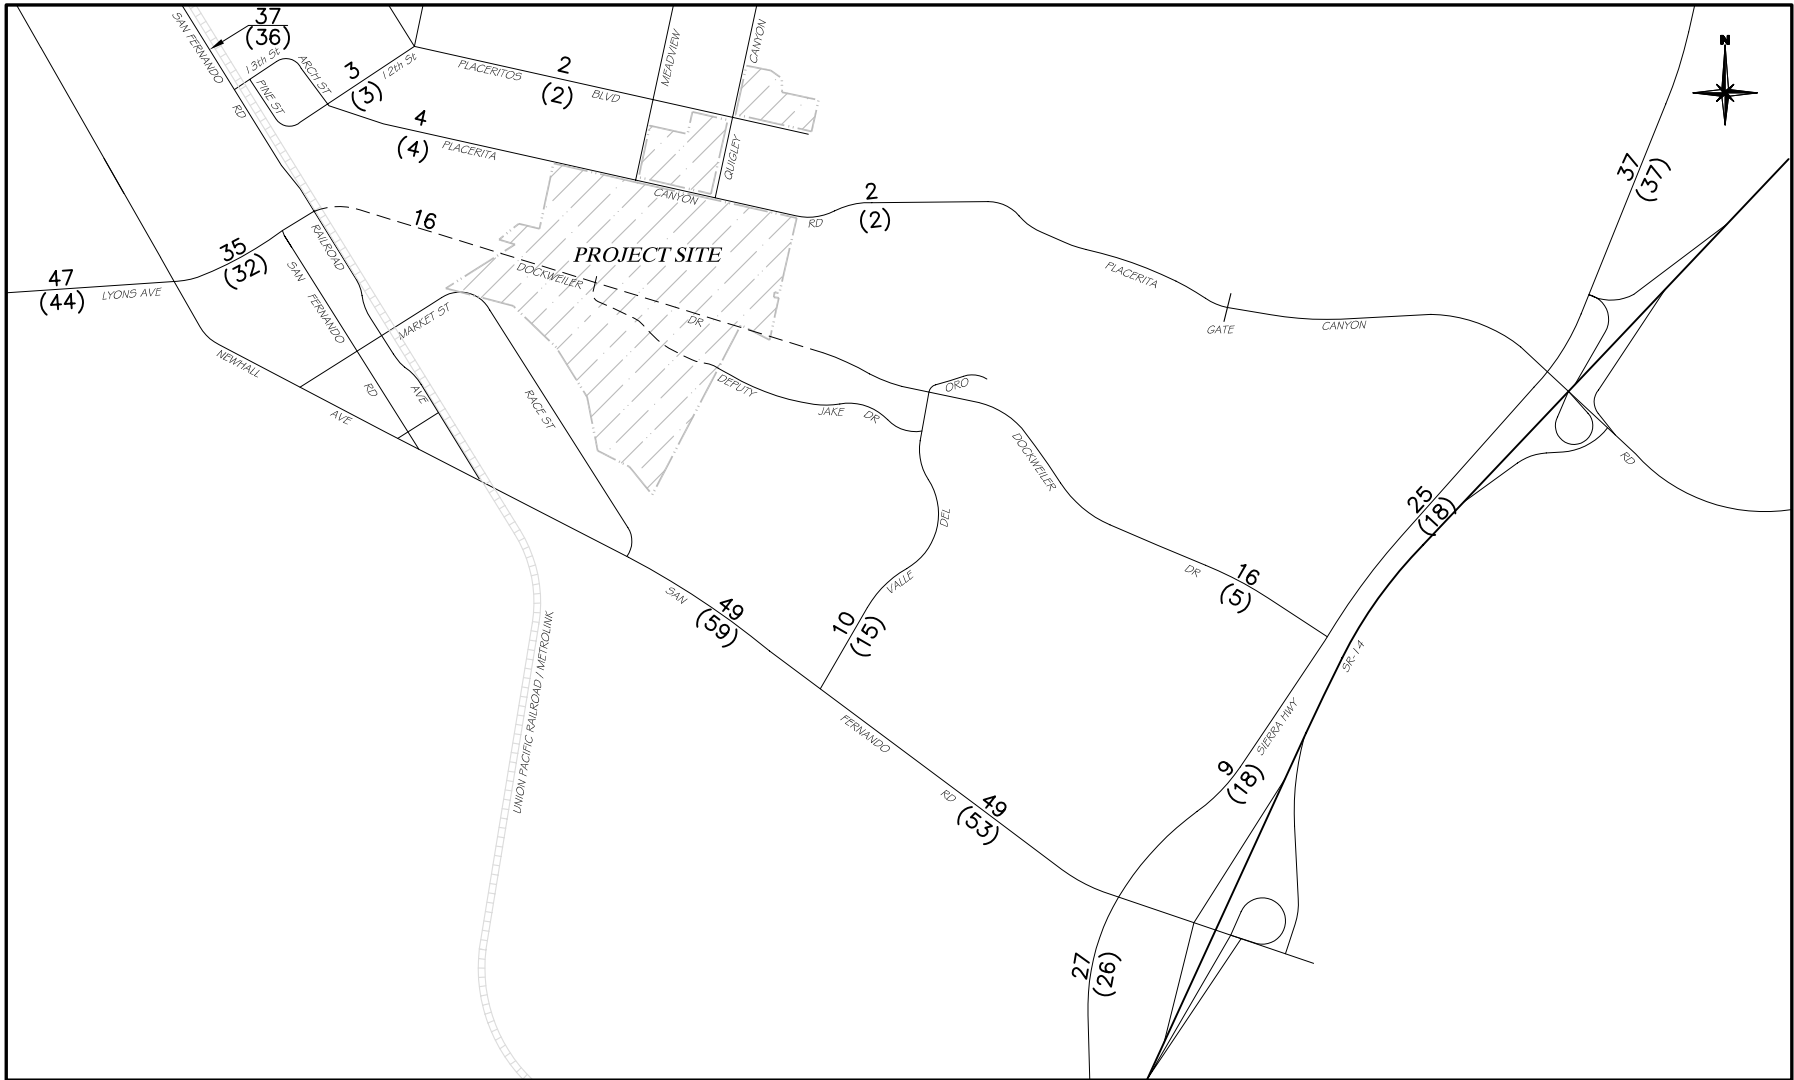 37
(36)
SAN FERNANDO
RD
13th St
ARCH ST
PINE ST
3
(3)
12th St
PLACERITOS
2
(2)
BLVD
MEADVIEW
CANYON
N
4
(4)
PLACERITA
QUIGLEY
CANYON
2
(2)
RD
37
(37)
16
PROJECT SITE
DOCKWEILER
DR
35
(32)
RAILROAD
SAN
FERNANDO
RD
AVE
47
(44)
LYONS AVE
MARKET ST
NEWHALL
AVE
RACE ST
PLACERITA
GATE
CANYON
RD
DEPUTY
JAKE
DR
ORO
DOCKWEILER
DEL
VALLE
10
(15)
DR
16
(5)
25
(18)
SAN
49
(59)
FERNANDO
RD
49
(53)
SR-14
SIERRA HWY
9
(18)
UNION PACIFIC RAILROAD / METROLINK
27
(26)